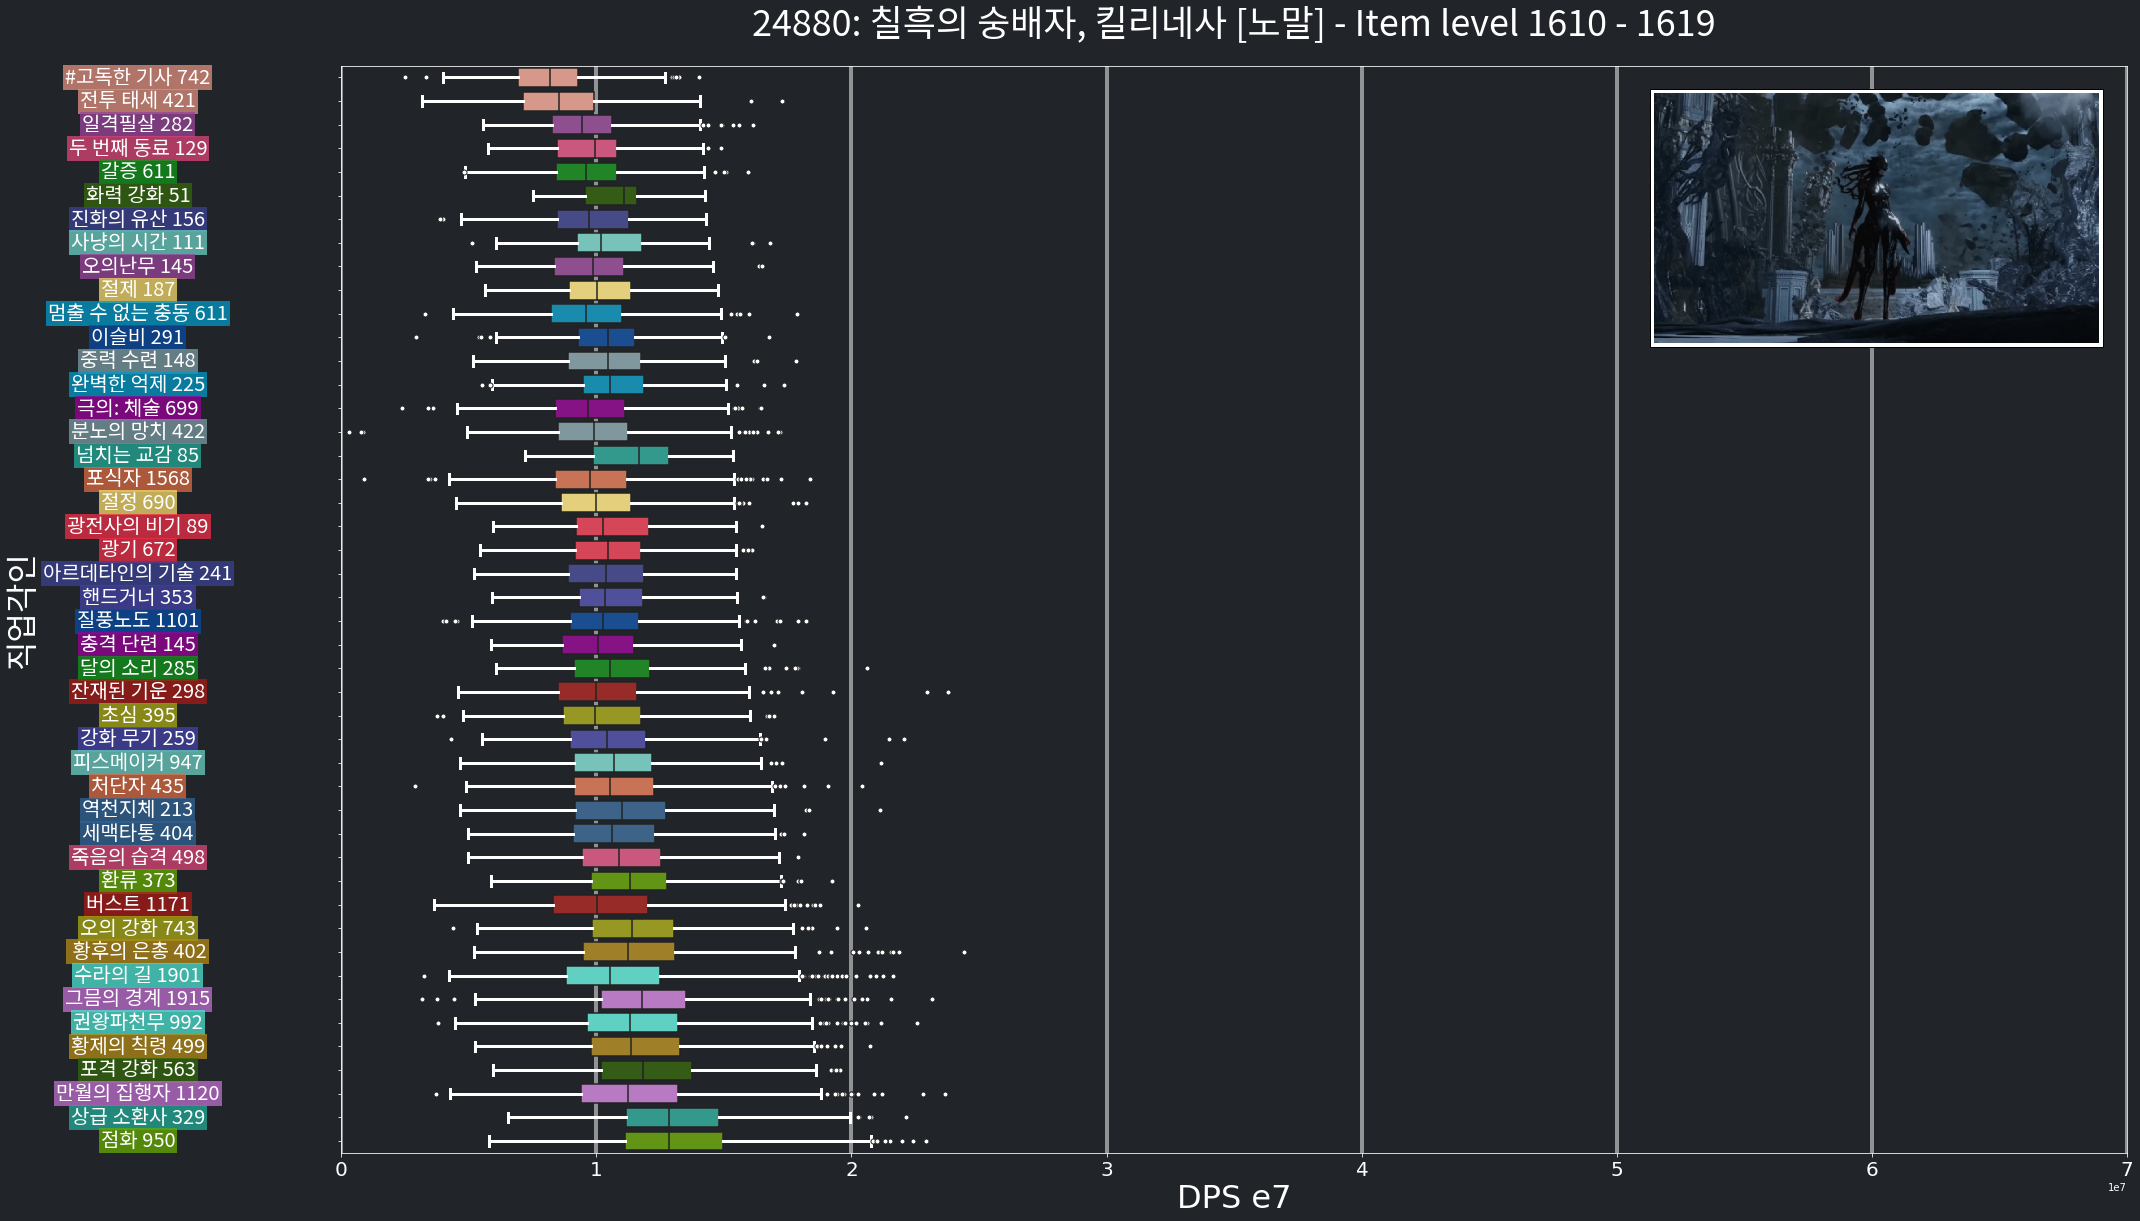 24880: 칠흑의 숭배자, 킬리네사 [노말] - Item level 1610 - 1619
#고독한 기사 742
전투 태세 421
일격필살 282
두 번째 동료 129
갈증 611
화력 강화 51
진화의 유산 156
사냥의 시간 111
오의난무 145
절제 187
멈출 수 없는 충동 611
이슬비 291
중력 수련 148
완벽한 억제 225
극의: 체술 699
분노의 망치 422
넘치는 교감 85
포식자 1568
절정 690
광전사의 비기 89
광기 672
아르데타인의 기술 241
핸드거너 353
질풍노도 1101
충격 단련 145
달의 소리 285
잔재된 기운 298
초심 395
강화 무기 259
피스메이커 947
처단자 435
역천지체 213
세맥타통 404
죽음의 습격 498
환류 373
버스트 1171
오의 강화 743
황후의 은총 402
수라의 길 1901
그믐의 경계 1915
권왕파천무 992
황제의 칙령 499
포격 강화 563
만월의 집행자 1120
상급 소환사 329
점화 950
직업각인
0 1 2 3 4 5 6 7
DPS e7
1e7